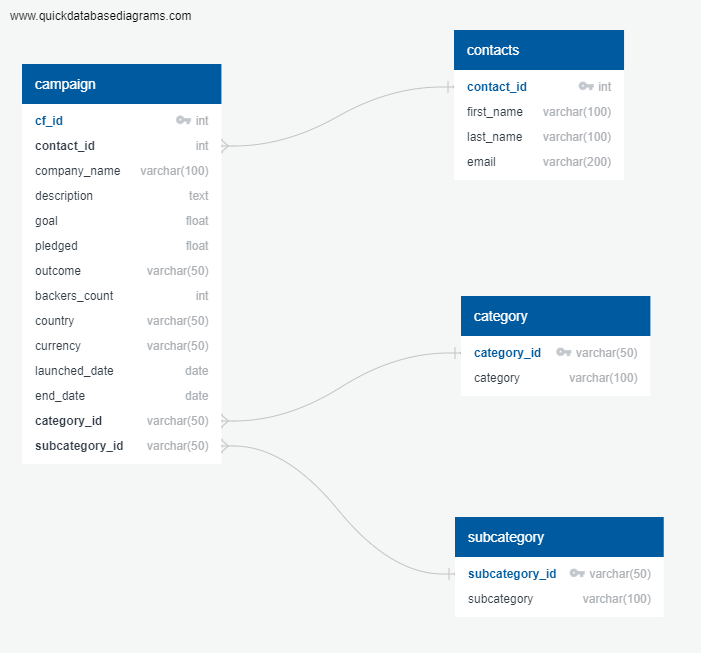 www.quickdatabasediagrams.com
campaign
cf_id int
contact_id int
company_name varchar(100)
description text
goal float
pledged float
outcome varchar(50)
backers_count int
country varchar(50)
currency varchar(50)
launched_date date
end_date date
category_id varchar(50)
subcategory_id varchar(50)
contacts
contact_id int
first_name varchar(100)
last_name varchar(100)
email varchar(200)
category
category_id varchar(50)
category varchar(100)
subcategory
subcategory_id varchar(50)
subcategory varchar(100)